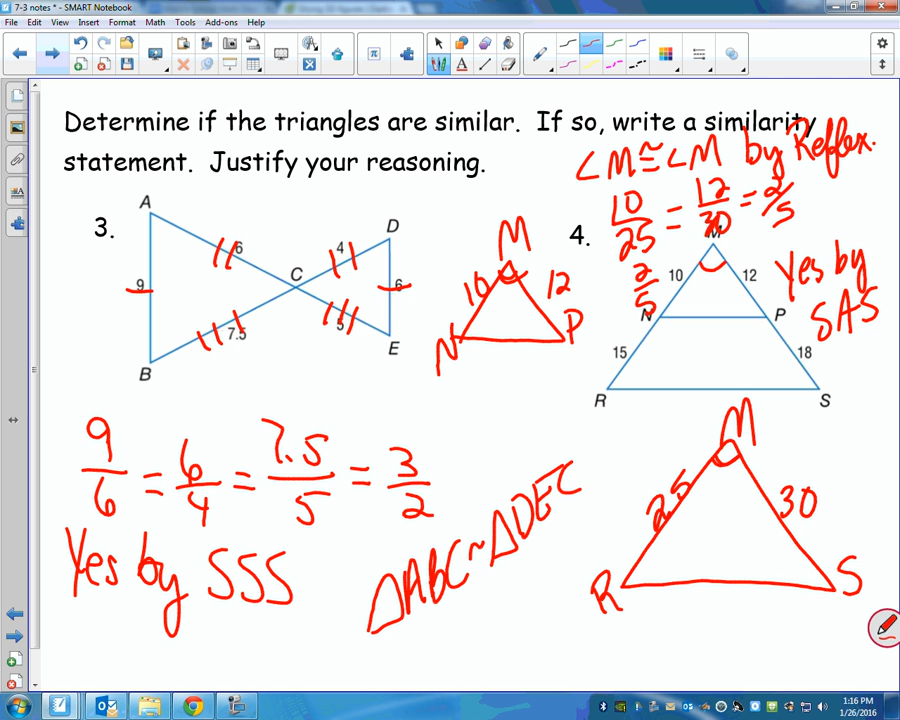 7-3 notes * - SMART Notebook
File Edit View Insert Format Math Tools Add-ons Help
Determine if the triangles are similar. If so, write a similarity
statement. Justify your reasoning.
∠M≅∠M by Reflex.
3.
A
B
C
D
E
6
9
7.5
4
5
6
M
10
12
N
P
4.
10/25 = 12/30 = 2/5
2/5
M
10
12
N
P
15
18
R
S
Yes by
SAS
9/6 = 6/4 = 7.5/5 = 3/2
Yes by SSS
△ABC~△DEC
M
25
30
R
S
1:16 PM
1/26/2016